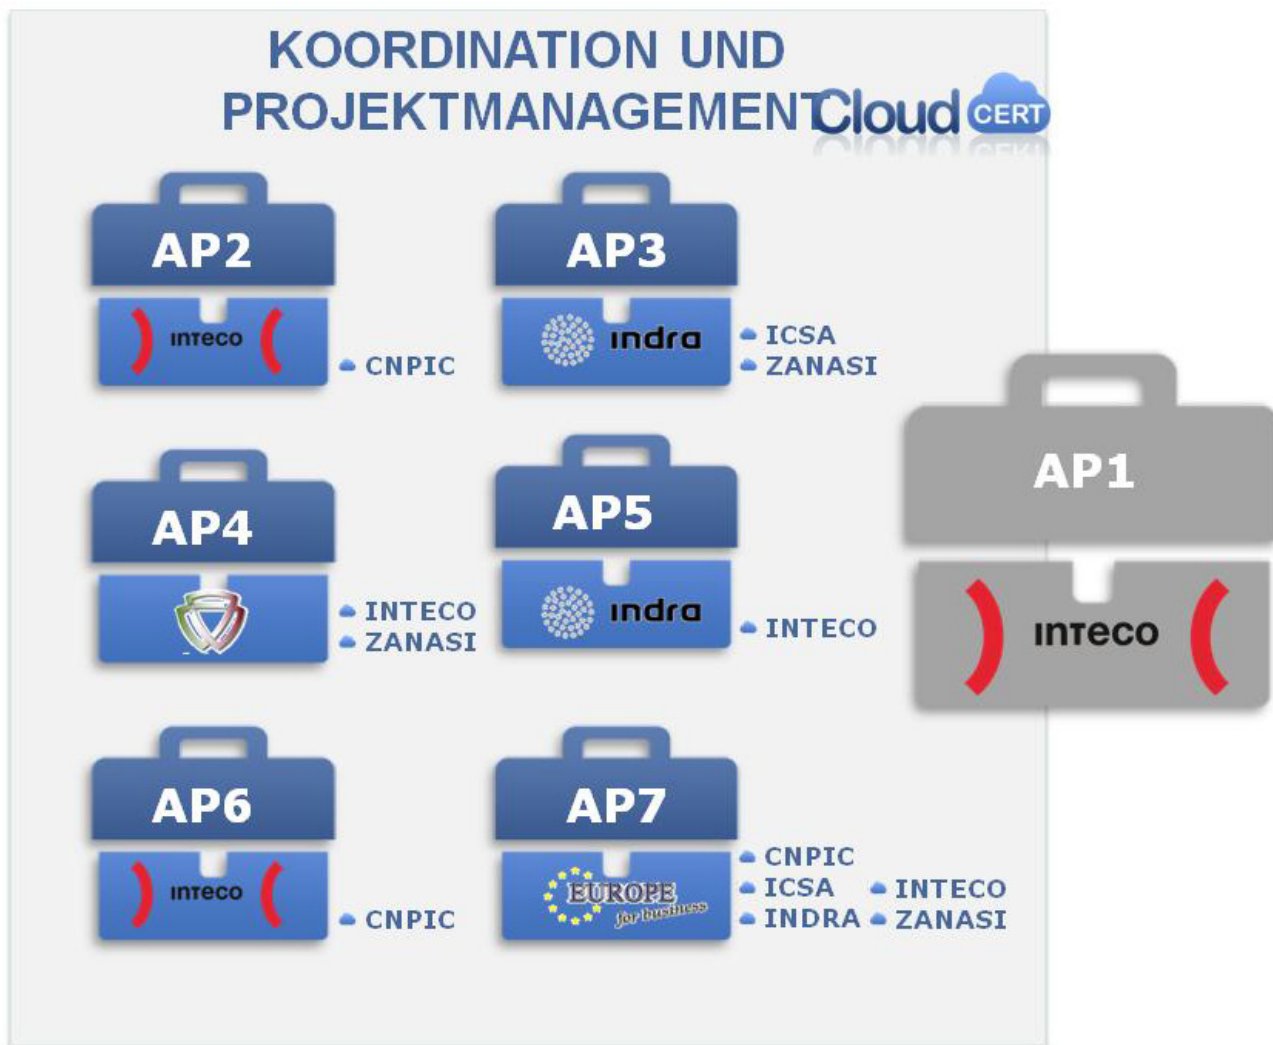 KOORDINATION UND
PROJEKTMANAGEMENT
Cloud CERT
AP2
INTECO
CNPIC
AP3
indra
ICSA
ZANASI
AP1
INTECO
AP4
INTECO
ZANASI
AP5
indra
INTECO
AP6
INTECO
CNPIC
AP7
EUROPE
for business
CNPIC
ICSA
INDRA
INTECO
ZANASI